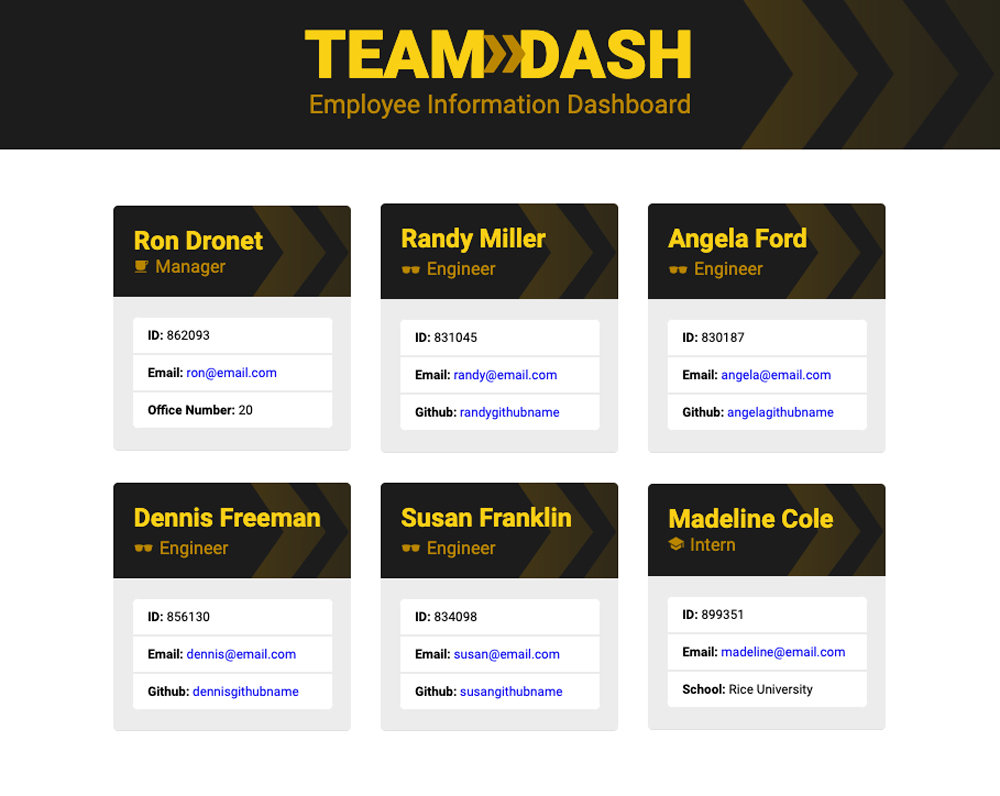 TEAM DASH
Employee Information Dashboard
Ron Dronet
Manager
ID: 862093
Email: ron@email.com
Office Number: 20
Randy Miller
Engineer
ID: 831045
Email: randy@email.com
Github: randygithubname
Angela Ford
Engineer
ID: 830187
Email: angela@email.com
Github: angelagithubname
Dennis Freeman
Engineer
ID: 856130
Email: dennis@email.com
Github: dennisgithubname
Susan Franklin
Engineer
ID: 834098
Email: susan@email.com
Github: susangithubname
Madeline Cole
Intern
ID: 899351
Email: madeline@email.com
School: Rice University